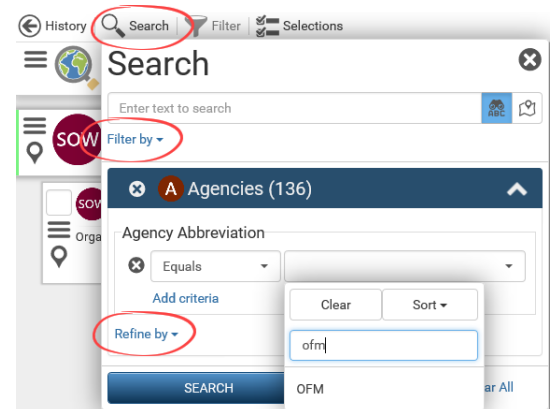 History Search Filter Selections
Search
Enter text to search
ABC
SOW Filter by
A Agencies (136)
SOW
Orga
Agency Abbreviation
Equals
Add criteria
Clear Sort
Refine by
ofm
SEARCH OFM ar All